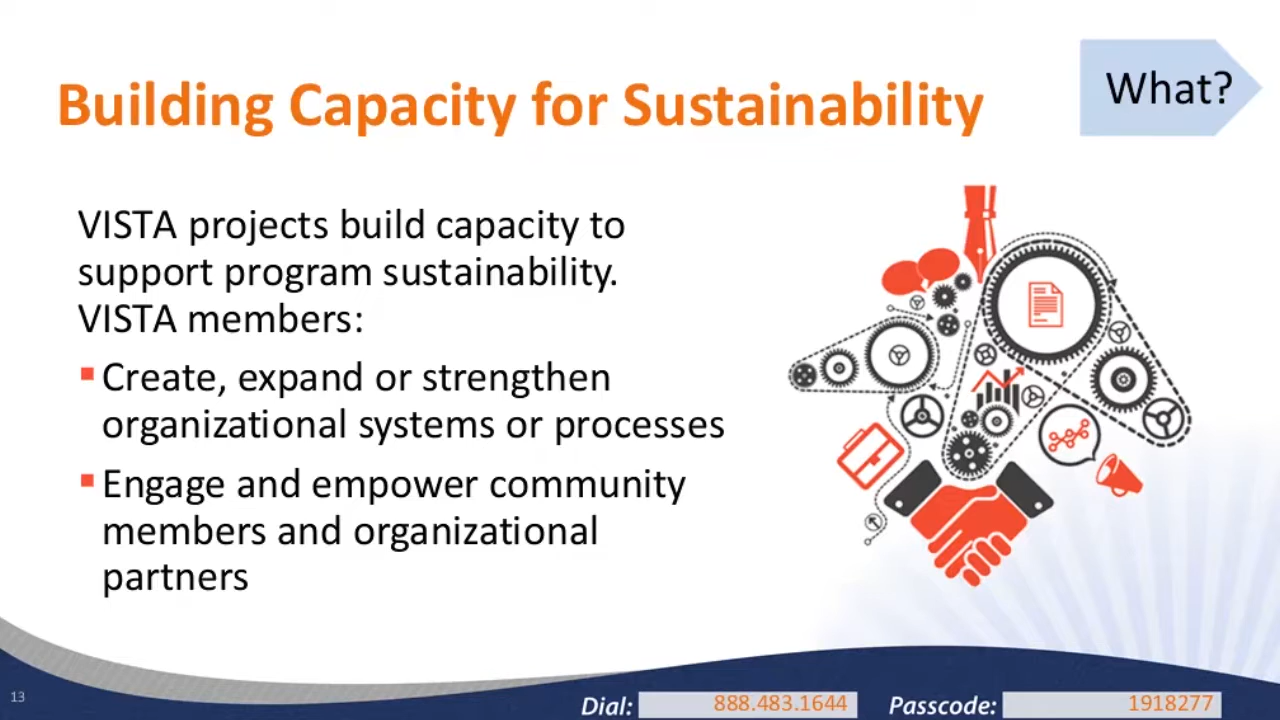 What?
Building Capacity for Sustainability
VISTA projects build capacity to
support program sustainability.
VISTA members:
Create, expand or strengthen
organizational systems or processes
Engage and empower community
members and organizational
partners
13
Dial: 888.483.1644 Passcode: 1918277